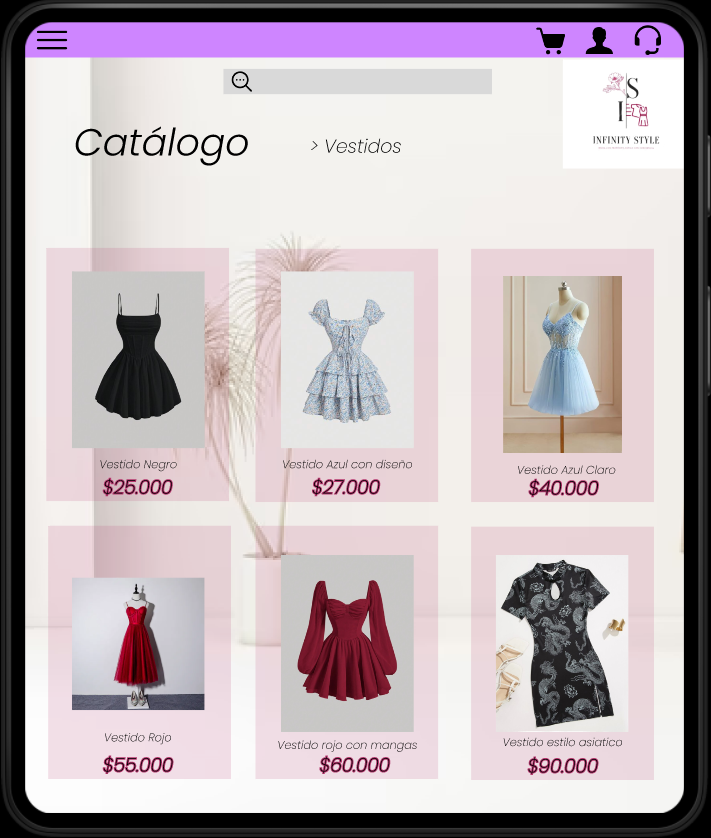 S
I
INFINITY STYLE
Catálogo
> Vestidos
Vestido Negro
$25.000
Vestido Azul con diseño
$27.000
Vestido Azul Claro
$40.000
Vestido Rojo
$55.000
Vestido rojo con mangas
$60.000
Vestido estilo asiatico
$90.000